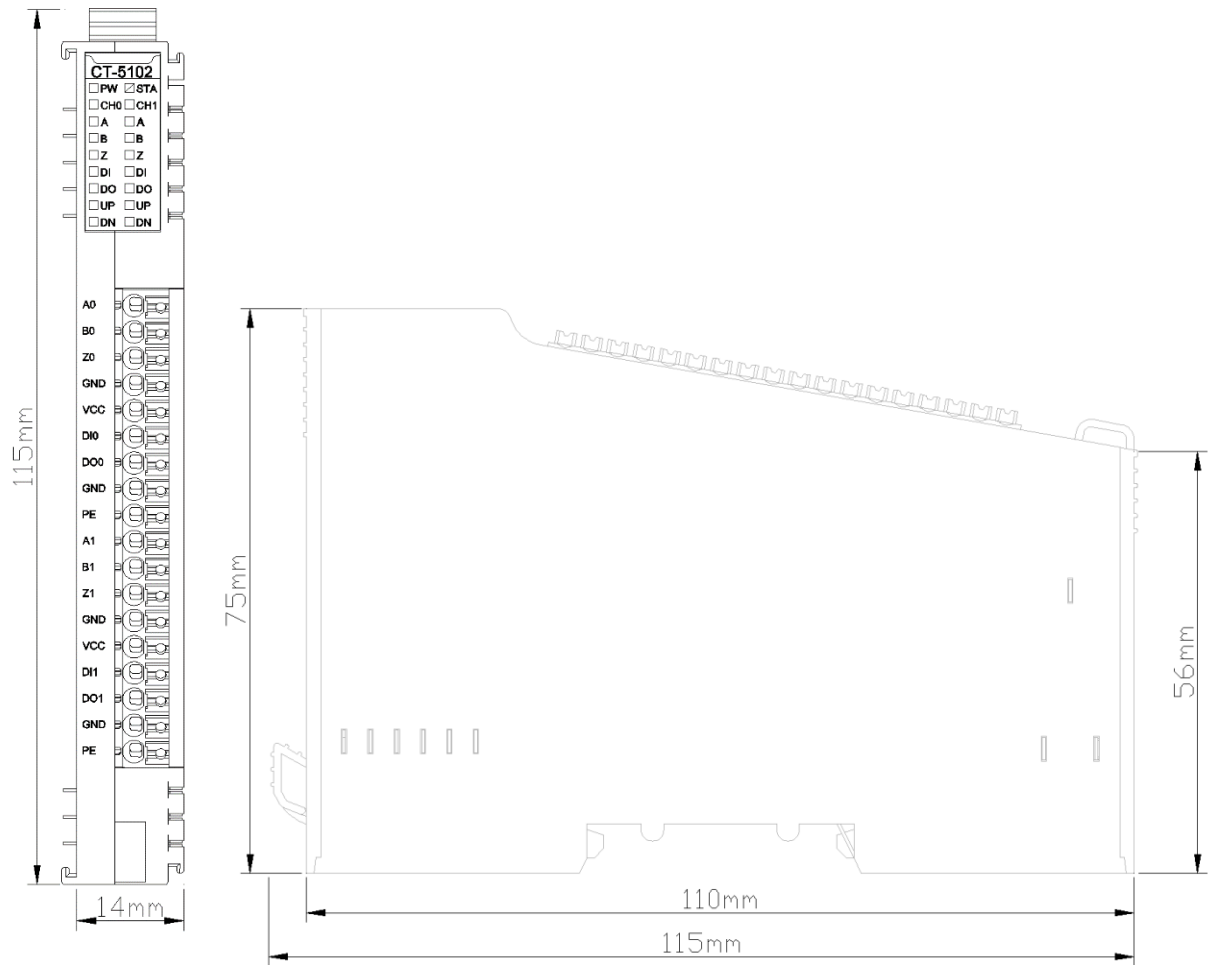 CT-5102
PW STA
CH0 CH1
A A
B B
Z Z
DI DI
DO DO
UP UP
DN DN
A0
B0
Z0
GND
VCC
DI0
DO0
GND
PE
A1
B1
Z1
GND
VCC
DI1
DO1
GND
PE
115mm
14mm
75mm
56mm
110mm
115mm